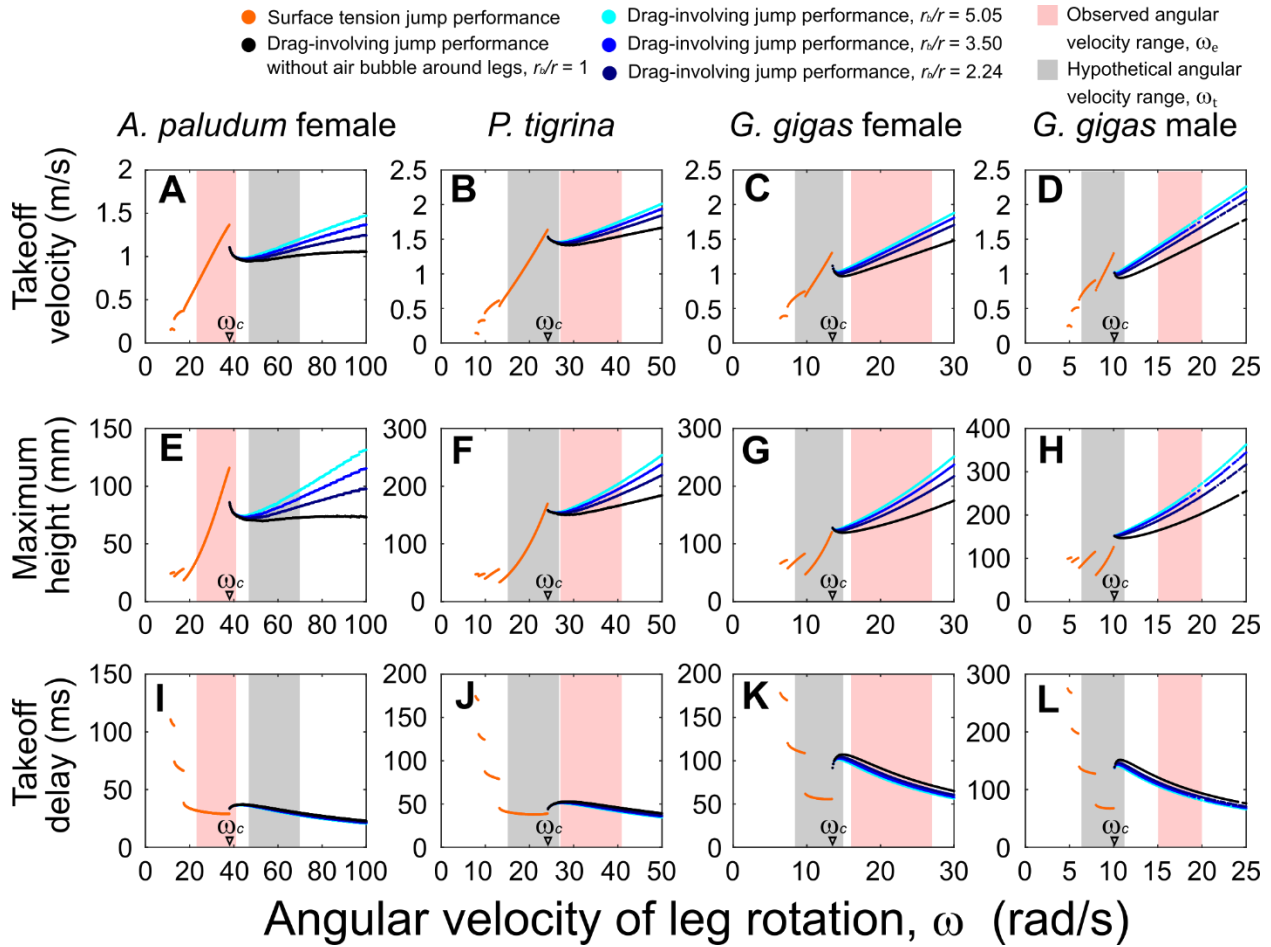 Surface tension jump performance
Drag-involving jump performance
without air bubble around legs, rb/r = 1
Drag-involving jump performance, rb/r = 5.05
Drag-involving jump performance, rb/r = 3.50
Drag-involving jump performance, rb/r = 2.24
Observed angular
velocity range, ωe
Hypothetical angular
velocity range, ωt
A. paludum female
P. tigrina
G. gigas female
G. gigas male
Takeoff
velocity (m/s)
A
2
1.5
1
0.5
0
ωc
0 20 40 60 80 100
B
2.5
2
1.5
1
0.5
0
ωc
0 10 20 30 40 50
C
2.5
2
1.5
1
0.5
0
ωc
0 10 20 30
D
2.5
2
1.5
1
0.5
0
ωc
0 5 10 15 20 25
Maximum
height (mm)
E
150
100
50
0
ωc
0 20 40 60 80 100
F
300
200
100
0
ωc
0 10 20 30 40 50
G
300
200
100
0
ωc
0 10 20 30
H
400
300
200
100
0
ωc
0 5 10 15 20 25
Takeoff
delay (ms)
I
150
100
50
0
ωc
0 20 40 60 80 100
J
200
150
100
50
0
ωc
0 10 20 30 40 50
K
200
150
100
50
0
ωc
0 10 20 30
L
300
200
100
0
ωc
0 5 10 15 20 25
Angular velocity of leg rotation, ω (rad/s)